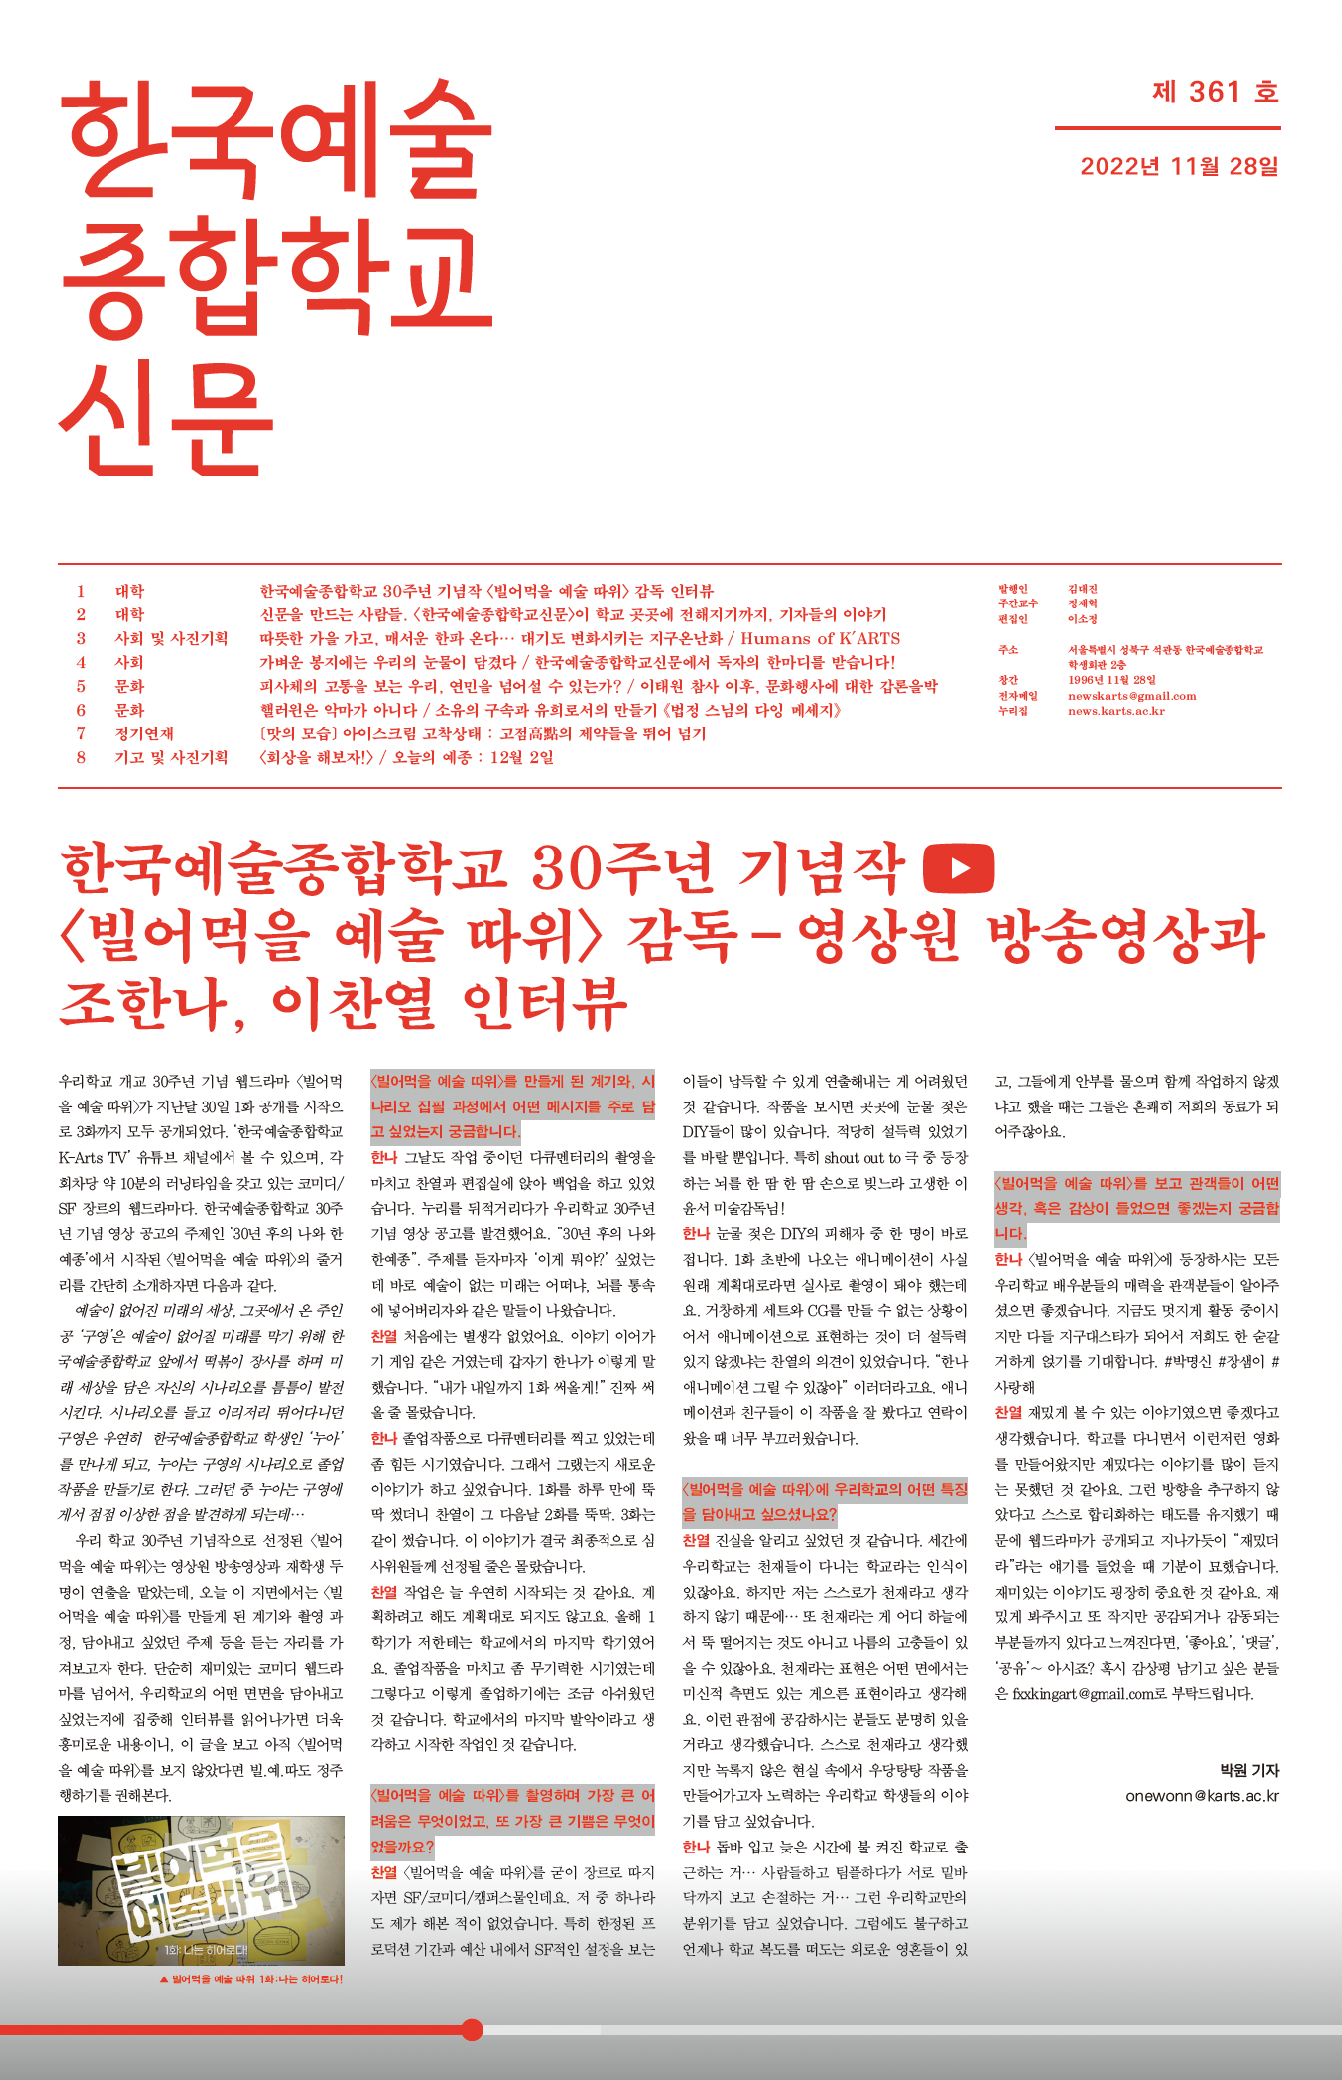 한국예술
종합학교
신문
제 361 호
2022년 11월 28일
1 대학 한국예술종합학교 30주년 기념작 〈빌어먹을 예술 따위〉 감독 인터뷰
2 대학 신문을 만드는 사람들. 〈한국예술종합학교신문〉이 학교 곳곳에 전해지기까지, 기자들의 이야기
3 사회 및 사진기획 따뜻한 가을 가고, 매서운 한파 온다… 대기도 변화시키는 지구온난화 / Humans of K'ARTS
4 사회 가벼운 봉지에는 우리의 눈물이 담겼다 / 한국예술종합학교신문에서 독자의 한마디를 받습니다!
5 문화 피사체의 고통을 보는 우리, 연민을 넘어설 수 있는가? / 이태원 참사 이후, 문화행사에 대한 갑론을박
6 문화 핼러윈은 악마가 아니다 / 소유의 구속과 유희로서의 만들기 《법정 스님의 다잉 메세지》
7 정기연재 [맛의 모습] 아이스크림 고착상태 : 고점高點의 제약들을 뛰어 넘기
8 기고 및 사진기획 〈회상을 해보자!〉 / 오늘의 예종 : 12월 2일
발행인 김대진
주간교수 정재혁
편집인 이소정
주소 서울특별시 성북구 석관동 한국예술종합학교
학생회관 2층
창간 1996년 11월 28일
전자메일 newskarts@gmail.com
누리집 news.karts.ac.kr
한국예술종합학교 30주년 기념작
〈빌어먹을 예술 따위〉 감독 – 영상원 방송영상과
조한나, 이찬열 인터뷰
우리학교 개교 30주년 기념 웹드라마 〈빌어먹
을 예술 따위〉가 지난달 30일 1화 공개를 시작으
로 3화까지 모두 공개되었다. ‘한국예술종합학교
K-Arts TV’ 유튜브 채널에서 볼 수 있으며, 각
회차당 약 10분의 러닝타임을 갖고 있는 코미디/
SF 장르의 웹드라마다. 한국예술종합학교 30주
년 기념 영상 공고의 주제인 ‘30년 후의 나와 한
예종’에서 시작된 〈빌어먹을 예술 따위〉의 줄거
리를 간단히 소개하자면 다음과 같다.
예술이 없어진 미래의 세상, 그곳에서 온 주인
공 ‘구영’은 예술이 없어질 미래를 막기 위해 한
국예술종합학교 앞에서 떡볶이 장사를 하며 미
래 세상을 담은 자신의 시나리오를 틈틈이 발전
시킨다. 시나리오를 들고 이리저리 뛰어다니던
구영은 우연히 한국예술종합학교 학생인 ‘누아’
를 만나게 되고, 누아는 구영의 시나리오로 졸업
작품을 만들기로 한다. 그러던 중 누아는 구영에
게서 점점 이상한 점을 발견하게 되는데…
우리 학교 30주년 기념작으로 선정된 〈빌어
먹을 예술 따위〉는 영상원 방송영상과 재학생 두
명이 연출을 맡았는데, 오늘 이 지면에서는 〈빌
어먹을 예술 따위〉를 만들게 된 계기와 촬영 과
정, 담아내고 싶었던 주제 등을 듣는 자리를 가
져보고자 한다. 단순히 재미있는 코미디 웹드라
마를 넘어서, 우리학교의 어떤 면면을 담아내고
싶었는지에 집중해 인터뷰를 읽어나가면 더욱
흥미로운 내용이니, 이 글을 보고 아직 〈빌어먹
을 예술 따위〉를 보지 않았다면 빌.예.따도 정주
행하기를 권해본다.
빌어먹을
예술따위
1화: 나는 히어로다!
▲ 빌어먹을 예술 따위 1화:나는 히어로다!
〈빌어먹을 예술 따위〉를 만들게 된 계기와, 시
나리오 집필 과정에서 어떤 메시지를 주로 담
고 싶었는지 궁금합니다.
한나 그날도 작업 중이던 다큐멘터리의 촬영을
마치고 찬열과 편집실에 앉아 백업을 하고 있었
습니다. 누리를 뒤적거리다가 우리학교 30주년
기념 영상 공고를 발견했어요. “30년 후의 나와
한예종”. 주제를 듣자마자 ‘이게 뭐야?’ 싶었는
데 바로 예술이 없는 미래는 어떠냐, 뇌를 통속
에 넣어버리자와 같은 말들이 나왔습니다.
찬열 처음에는 별생각 없었어요. 이야기 이어가
기 게임 같은 거였는데 갑자기 한나가 이렇게 말
했습니다. “내가 내일까지 1화 써올게!” 진짜 써
올 줄 몰랐습니다.
한나 졸업작품으로 다큐멘터리를 찍고 있었는데
좀 힘든 시기였습니다. 그래서 그랬는지 새로운
이야기가 하고 싶었습니다. 1화를 하루 만에 뚝
딱 썼더니 찬열이 그 다음날 2화를 뚝딱. 3화는
같이 썼습니다. 이 이야기가 결국 최종적으로 심
사위원들께 선정될 줄은 몰랐습니다.
찬열 작업은 늘 우연히 시작되는 것 같아요. 계
획하려고 해도 계획대로 되지도 않고요. 올해 1
학기가 저한테는 학교에서의 마지막 학기였어
요. 졸업작품을 마치고 좀 무기력한 시기였는데
그렇다고 이렇게 졸업하기에는 조금 아쉬웠던
것 같습니다. 학교에서의 마지막 발악이라고 생
각하고 시작한 작업인 것 같습니다.
〈빌어먹을 예술 따위〉를 촬영하며 가장 큰 어
려움은 무엇이었고, 또 가장 큰 기쁨은 무엇이
었을까요?
찬열 〈빌어먹을 예술 따위〉를 굳이 장르로 따지
자면 SF/코미디/캠퍼스물인데요. 저 중 하나라
도 제가 해본 적이 없었습니다. 특히 한정된 프
로덕션 기간과 예산 내에서 SF적인 설정을 보는
이들이 납득할 수 있게 연출해내는 게 어려웠던
것 같습니다. 작품을 보시면 곳곳에 눈물 젖은
DIY들이 많이 있습니다. 적당히 설득력 있었기
를 바랄 뿐입니다. 특히 shout out to 극 중 등장
하는 뇌를 한 땀 한 땀 손으로 빚느라 고생한 이
윤서 미술감독님!
한나 눈물 젖은 DIY의 피해자 중 한 명이 바로
접니다. 1화 초반에 나오는 애니메이션이 사실
원래 계획대로라면 실사로 촬영이 돼야 했는데
요. 거창하게 세트와 CG를 만들 수 없는 상황이
어서 애니메이션으로 표현하는 것이 더 설득력
있지 않겠냐는 찬열의 의견이 있었습니다. “한나
애니메이션 그릴 수 있잖아” 이러더라고요. 애니
메이션과 친구들이 이 작품을 잘 봤다고 연락이
왔을 때 너무 부끄러웠습니다.
〈빌어먹을 예술 따위〉에 우리학교의 어떤 특징
을 담아내고 싶으셨나요?
찬열 진실을 알리고 싶었던 것 같습니다. 세간에
우리학교는 천재들이 다니는 학교라는 인식이
있잖아요. 하지만 저는 스스로가 천재라고 생각
하지 않기 때문에… 또 천재라는 게 어디 하늘에
서 뚝 떨어지는 것도 아니고 나름의 고충들이 있
을 수 있잖아요. 천재라는 표현은 어떤 면에서는
미신적 측면도 있는 게으른 표현이라고 생각해
요. 이런 관점에 공감하시는 분들도 분명히 있을
거라고 생각했습니다. 스스로 천재라고 생각했
지만 녹록지 않은 현실 속에서 우당탕탕 작품을
만들어가고자 노력하는 우리학교 학생들의 이야
기를 담고 싶었습니다.
한나 돕바 입고 늦은 시간에 불 켜진 학교로 출
근하는 거… 사람들하고 팀플하다가 서로 밑바
닥까지 보고 손절하는 거… 그런 우리학교만의
분위기를 담고 싶었습니다. 그럼에도 불구하고
언제나 학교 복도를 떠도는 외로운 영혼들이 있
고, 그들에게 안부를 물으며 함께 작업하지 않겠
냐고 했을 때는 그들은 흔쾌히 저희의 동료가 되
어주잖아요.
〈빌어먹을 예술 따위〉를 보고 관객들이 어떤
생각, 혹은 감상이 들었으면 좋겠는지 궁금합
니다.
한나 〈빌어먹을 예술 따위〉에 등장하시는 모든
우리학교 배우분들의 매력을 관객분들이 알아주
셨으면 좋겠습니다. 지금도 멋지게 활동 중이시
지만 다들 지구대스타가 되어서 저희도 한 숟갈
거하게 얹기를 기대합니다. #박명신 #장샘이 #
사랑해
찬열 재밌게 볼 수 있는 이야기였으면 좋겠다고
생각했습니다. 학교를 다니면서 이런저런 영화
를 만들어왔지만 재밌다는 이야기를 많이 듣지
는 못했던 것 같아요. 그런 방향을 추구하지 않
았다고 스스로 합리화하는 태도를 유지했기 때
문에 웹드라마가 공개되고 지나가듯이 “재밌더
라”라는 얘기를 들었을 때 기분이 묘했습니다.
재미있는 이야기도 굉장히 중요한 것 같아요. 재
밌게 봐주시고 또 작지만 공감되거나 감동되는
부분들까지 있다고 느껴진다면, ‘좋아요’, ‘댓글’,
‘공유’~ 아시죠? 혹시 감상평 남기고 싶은 분들
은 fxxkingart@gmail.com로 부탁드립니다.
박원 기자
onewonn@karts.ac.kr